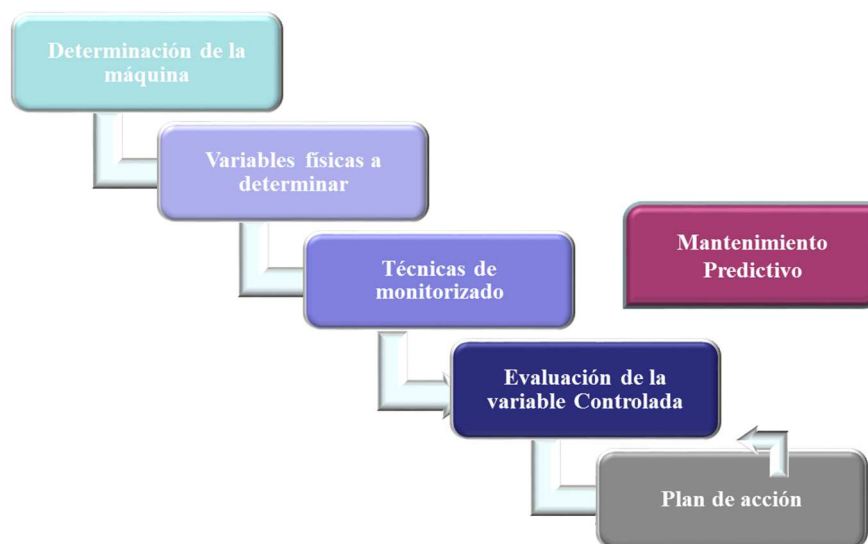 Determinación de la
máquina
Variables físicas a
determinar
Técnicas de
monitorizado
Mantenimiento
Predictivo
Evaluación de la
variable Controlada
Plan de acción